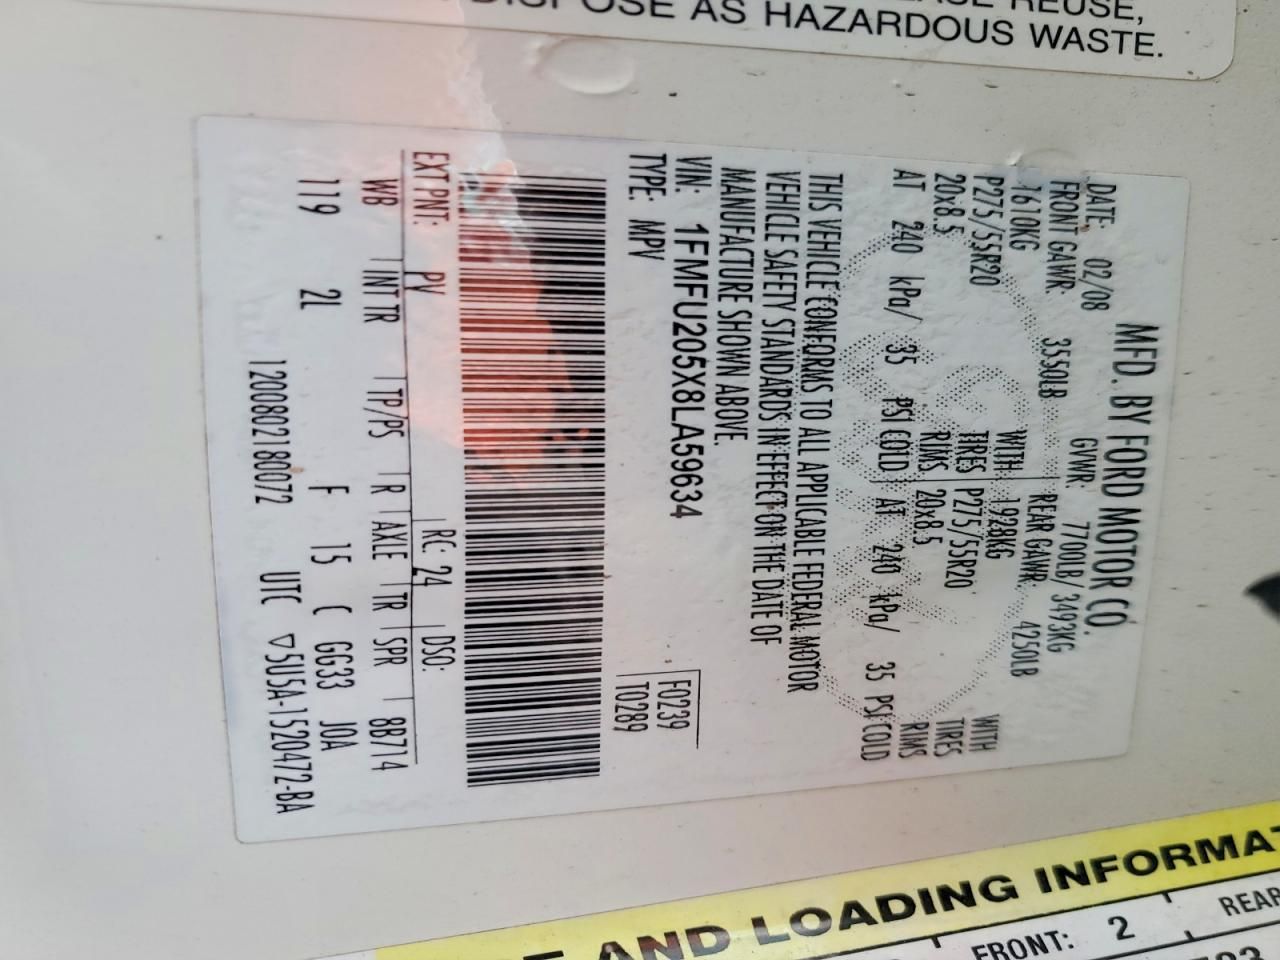 DISPOSE AS HAZARDOUS WASTE.
MFD. BY FORD MOTOR CO.
DATE: 02/08 GVWR: 7700LB/ 3493KG
FRONT GAWR: 3550LB REAR GAWR: 4250LB
1610KG WITH 1928KG WITH
P275/55R20 TIRES P275/55R20 TIRES
20x8.5 RIMS 20x8.5 RIMS
AT 240 kPa/ 35 PSI COLD AT 240 kPa/ 35 PSI COLD
THIS VEHICLE CONFORMS TO ALL APPLICABLE FEDERAL MOTOR
VEHICLE SAFETY STANDARDS IN EFFECT ON THE DATE OF
MANUFACTURE SHOWN ABOVE.
VIN: 1FMFU205X8LA59634 F0239
TYPE: MPV T0289
EXT PNT: PV RC: 24 DSO:
WB INTR TP/PS R AXLE TR SPR 8B714
119 2L F 15 C GG33 JOA
1200802180072 UTC ▽5U5A-1520472-BA
AND LOADING INFORMAT
FRONT: 2 REAR